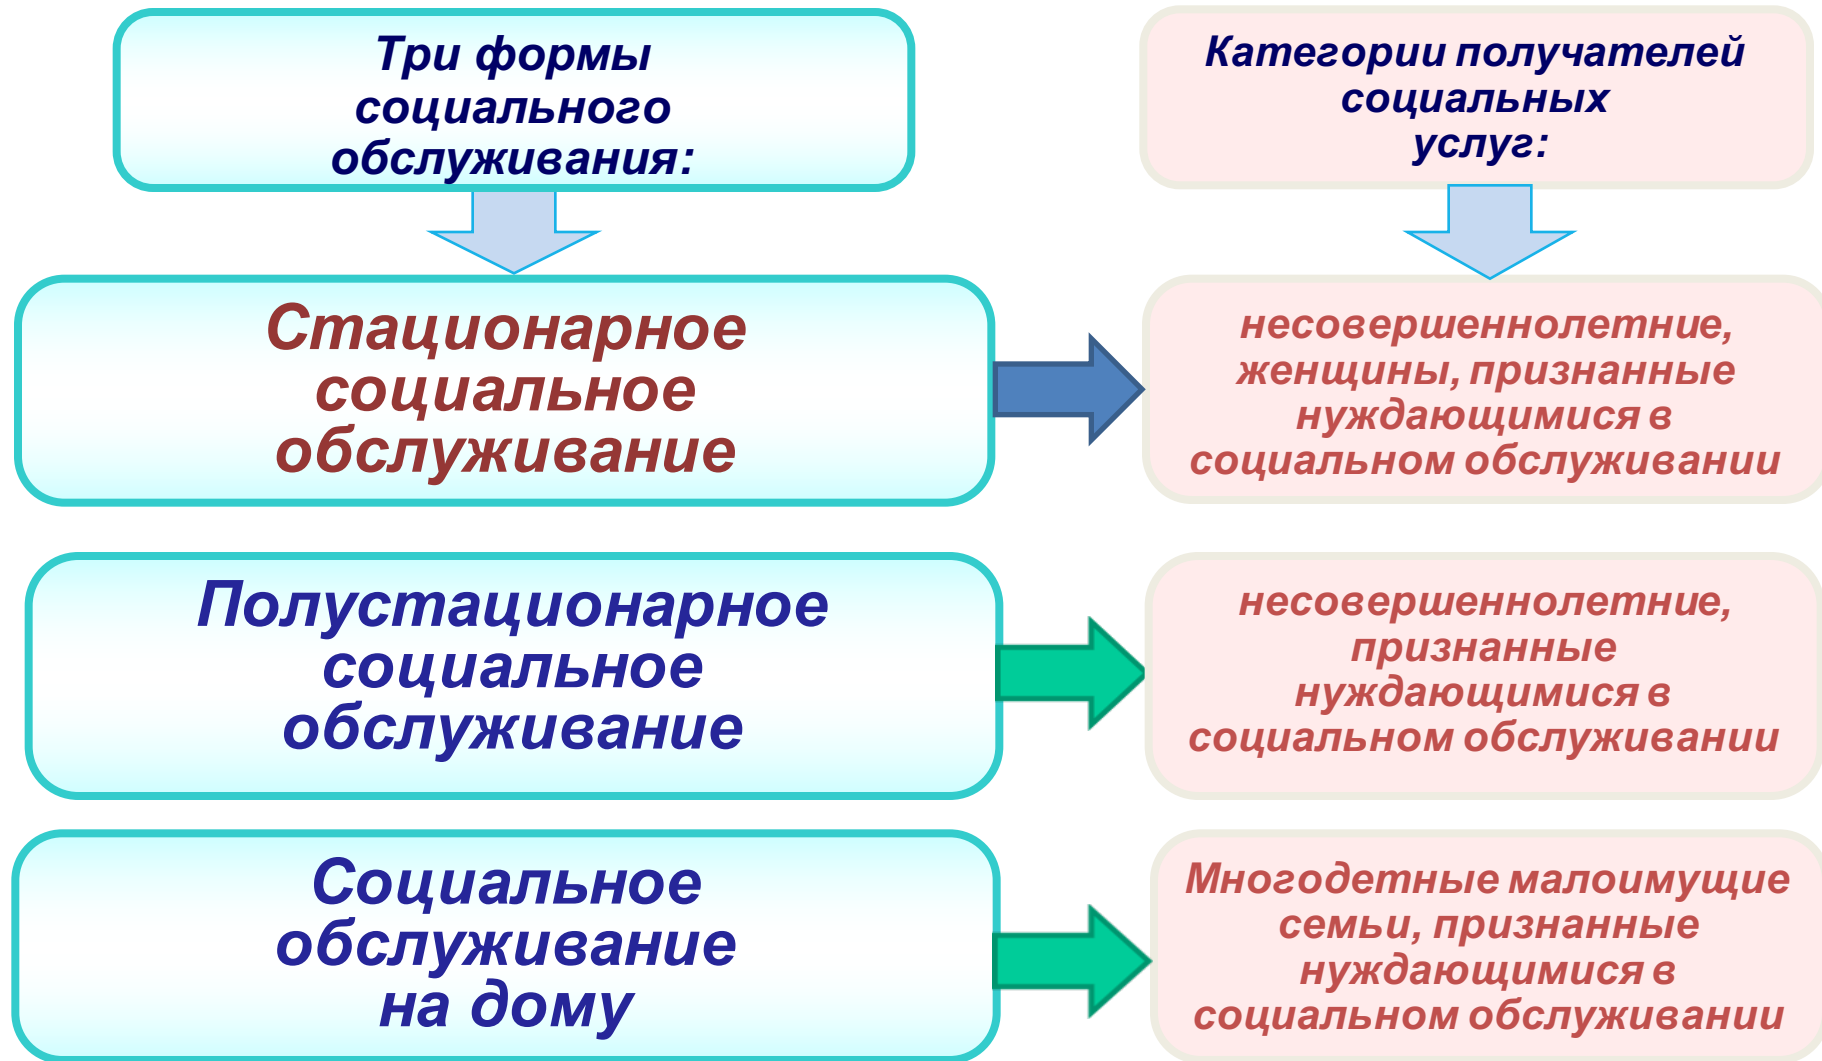 Три формы
социального
обслуживания:
Категории получателей
социальных
услуг:
Стационарное
социальное
обслуживание
несовершеннолетние,
женщины, признанные
нуждающимися в
социальном обслуживании
Полустационарное
социальное
обслуживание
несовершеннолетние,
признанные
нуждающимися в
социальном обслуживании
Социальное
обслуживание
на дому
Многодетные малоимущие
семьи, признанные
нуждающимися в
социальном обслуживании